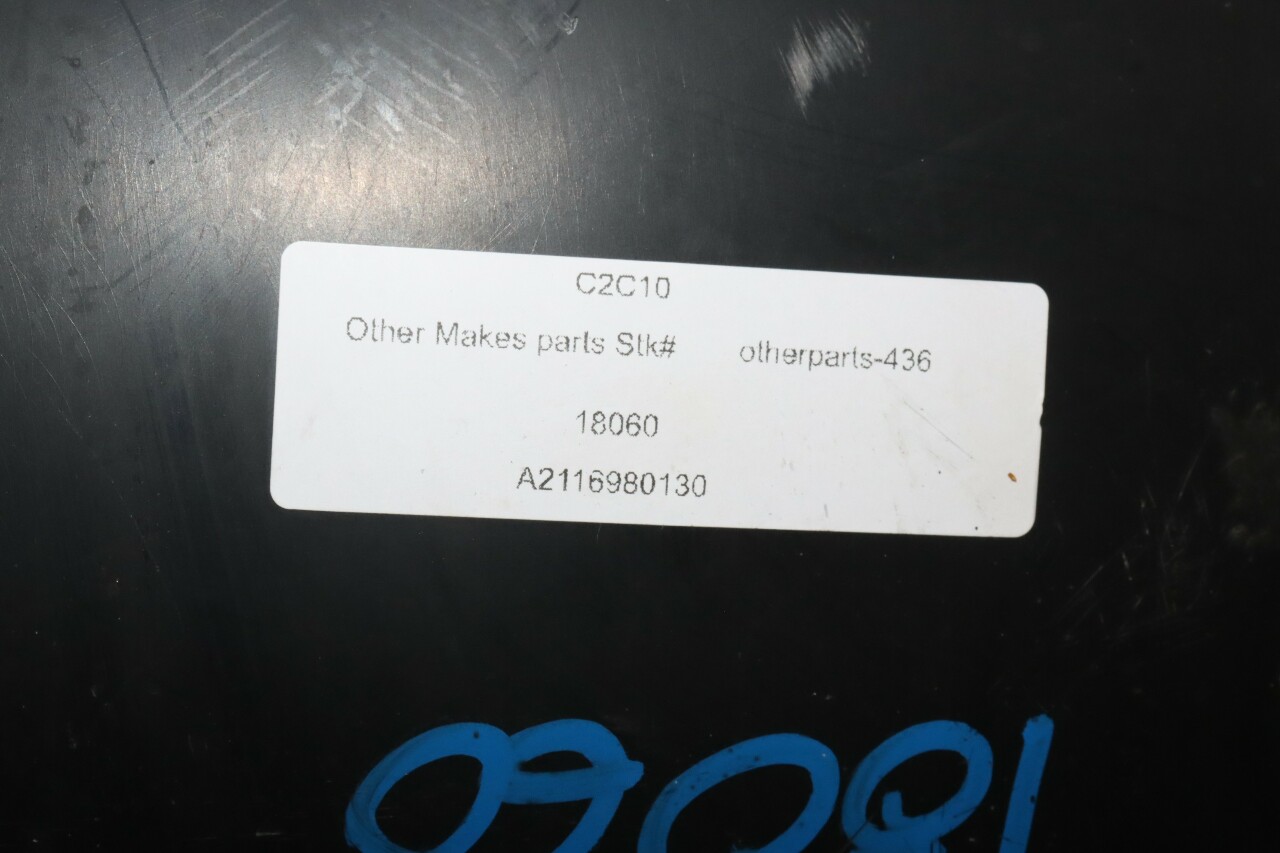 C2C10
Other Makes parts Stk# otherparts-436
18060
A2116980130
18060